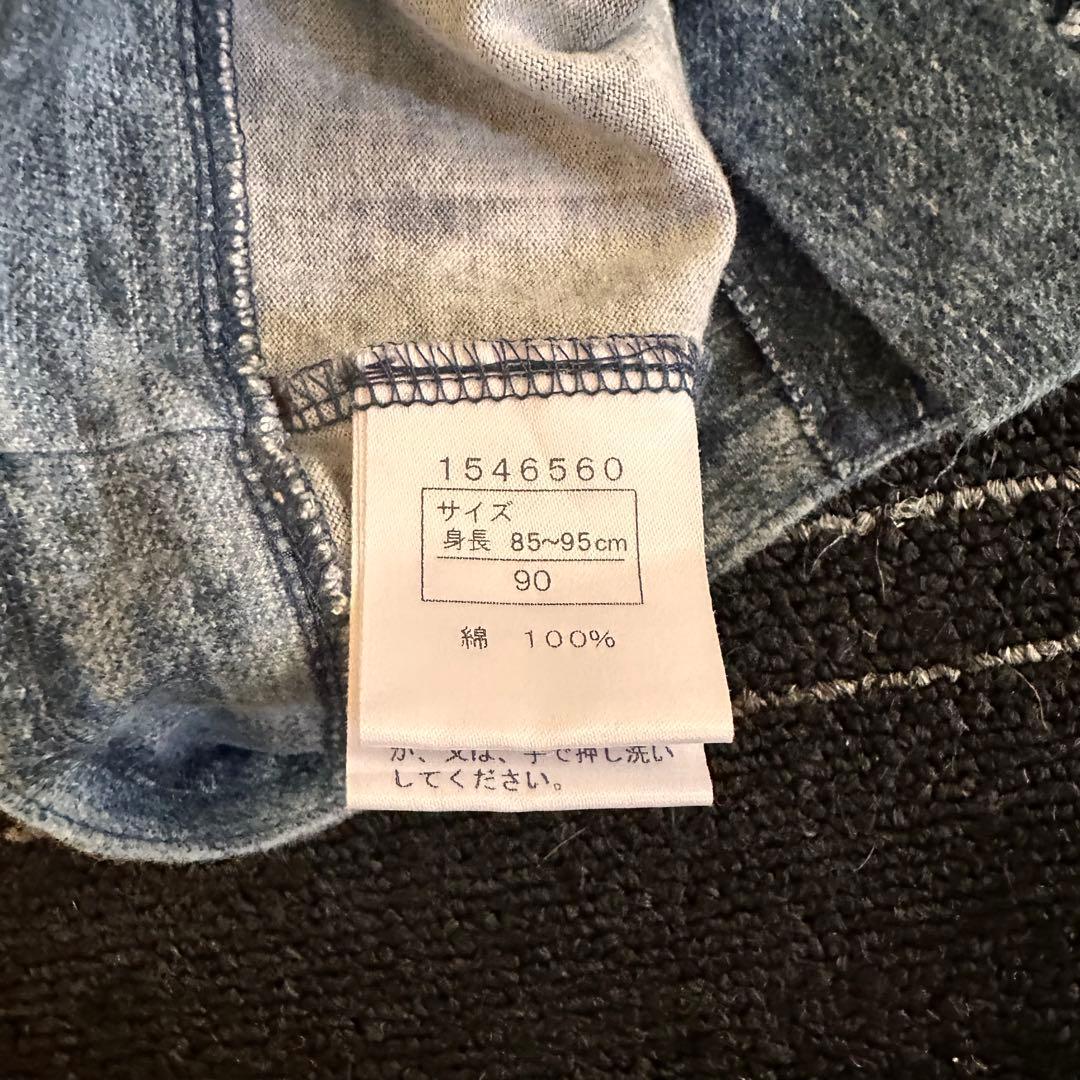 1546560
サイズ
身長 85~95cm
90
綿 100%
か、又は、手で押し洗い
してください。